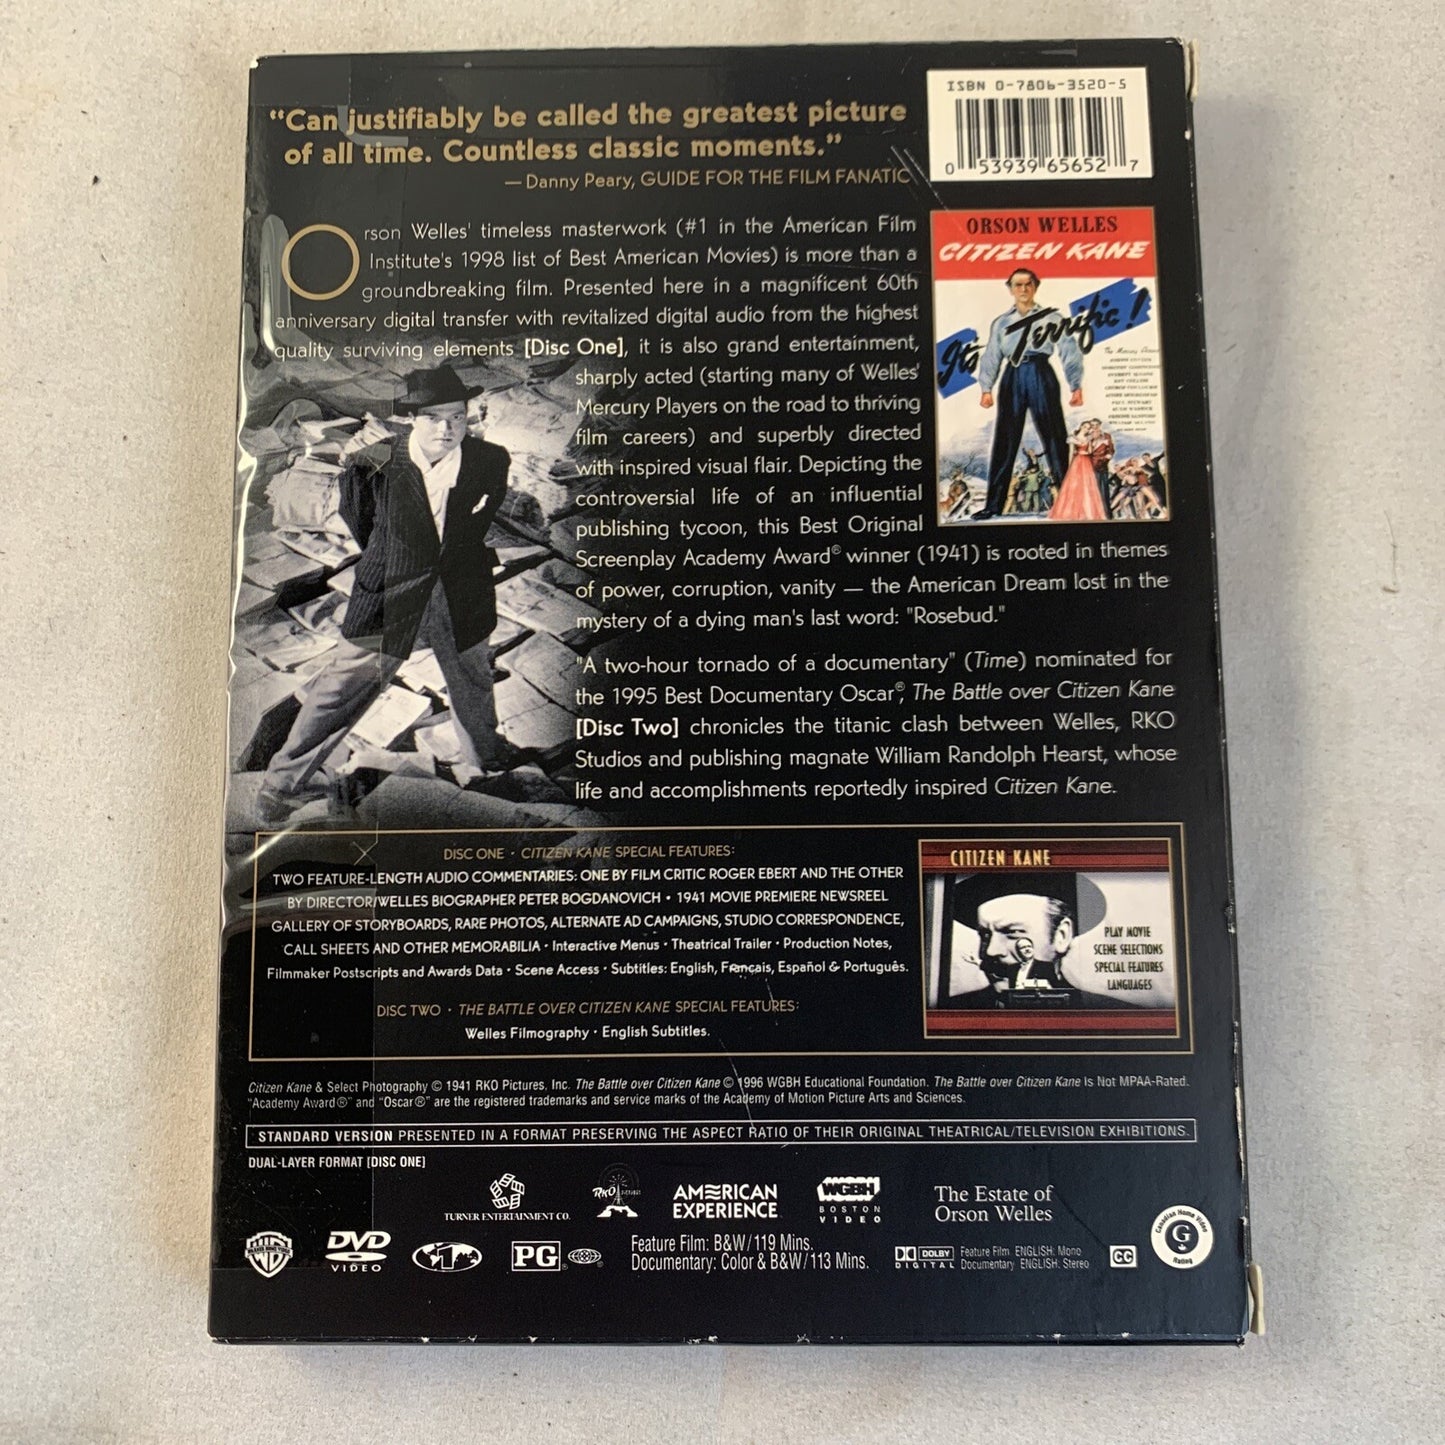 "Can justifiably be called the greatest picture
of all time. Countless classic moments."
— Danny Peary, GUIDE FOR THE FILM FANATIC
ISBN 0-7806-3520-5
0 53939 65652 7
Orson Welles' timeless masterwork (#1 in the American Film
Institute's 1998 list of Best American Movies) is more than a
groundbreaking film. Presented here in a magnificent 60th
anniversary digital transfer with revitalized digital audio from the highest
quality surviving elements [Disc One], it is also grand entertainment,
sharply acted (starting many of Welles'
Mercury Players on the road to thriving
film careers) and superbly directed
with inspired visual flair. Depicting the
controversial life of an influential
publishing tycoon, this Best Original
Screenplay Academy Award® winner (1941) is rooted in themes
of power, corruption, vanity — the American Dream lost in the
mystery of a dying man's last word: "Rosebud."
"A two-hour tornado of a documentary" (Time) nominated for
the 1995 Best Documentary Oscar®, The Battle over Citizen Kane
[Disc Two] chronicles the titanic clash between Welles, RKO
Studios and publishing magnate William Randolph Hearst, whose
life and accomplishments reportedly inspired Citizen Kane.
ORSON WELLES
CITIZEN KANE
It's Terrific!
DISC ONE · CITIZEN KANE SPECIAL FEATURES:
TWO FEATURE-LENGTH AUDIO COMMENTARIES: ONE BY FILM CRITIC ROGER EBERT AND THE OTHER
BY DIRECTOR/WELLES BIOGRAPHER PETER BOGDANOVICH · 1941 MOVIE PREMIERE NEWSREEL
GALLERY OF STORYBOARDS, RARE PHOTOS, ALTERNATE AD CAMPAIGNS, STUDIO CORRESPONDENCE,
CALL SHEETS AND OTHER MEMORABILIA · Interactive Menus · Theatrical Trailer · Production Notes,
Filmmaker Postscripts and Awards Data · Scene Access · Subtitles: English, Français, Español & Português.
DISC TWO · THE BATTLE OVER CITIZEN KANE SPECIAL FEATURES:
Welles Filmography · English Subtitles.
CITIZEN KANE
PLAY MOVIE
SCENE SELECTIONS
SPECIAL FEATURES
LANGUAGES
Citizen Kane & Select Photography © 1941 RKO Pictures, Inc. The Battle over Citizen Kane © 1996 WGBH Educational Foundation. The Battle over Citizen Kane Is Not MPAA-Rated.
"Academy Award®" and "Oscar®" are the registered trademarks and service marks of the Academy of Motion Picture Arts and Sciences.
STANDARD VERSION PRESENTED IN A FORMAT PRESERVING THE ASPECT RATIO OF THEIR ORIGINAL THEATRICAL/TELEVISION EXHIBITIONS.
DUAL-LAYER FORMAT [DISC ONE]
TURNER ENTERTAINMENT CO.
RKO
AMERICAN
EXPERIENCE
WGBH
BOSTON
VIDEO
The Estate of
Orson Welles
DVD
VIDEO
1
PG
Feature Film: B&W/119 Mins.
Documentary: Color & B&W/113 Mins.
DOLBY
DIGITAL
Feature Film ENGLISH: Mono
Documentary ENGLISH: Stereo
CC
Canadian Home Video
G
Rating